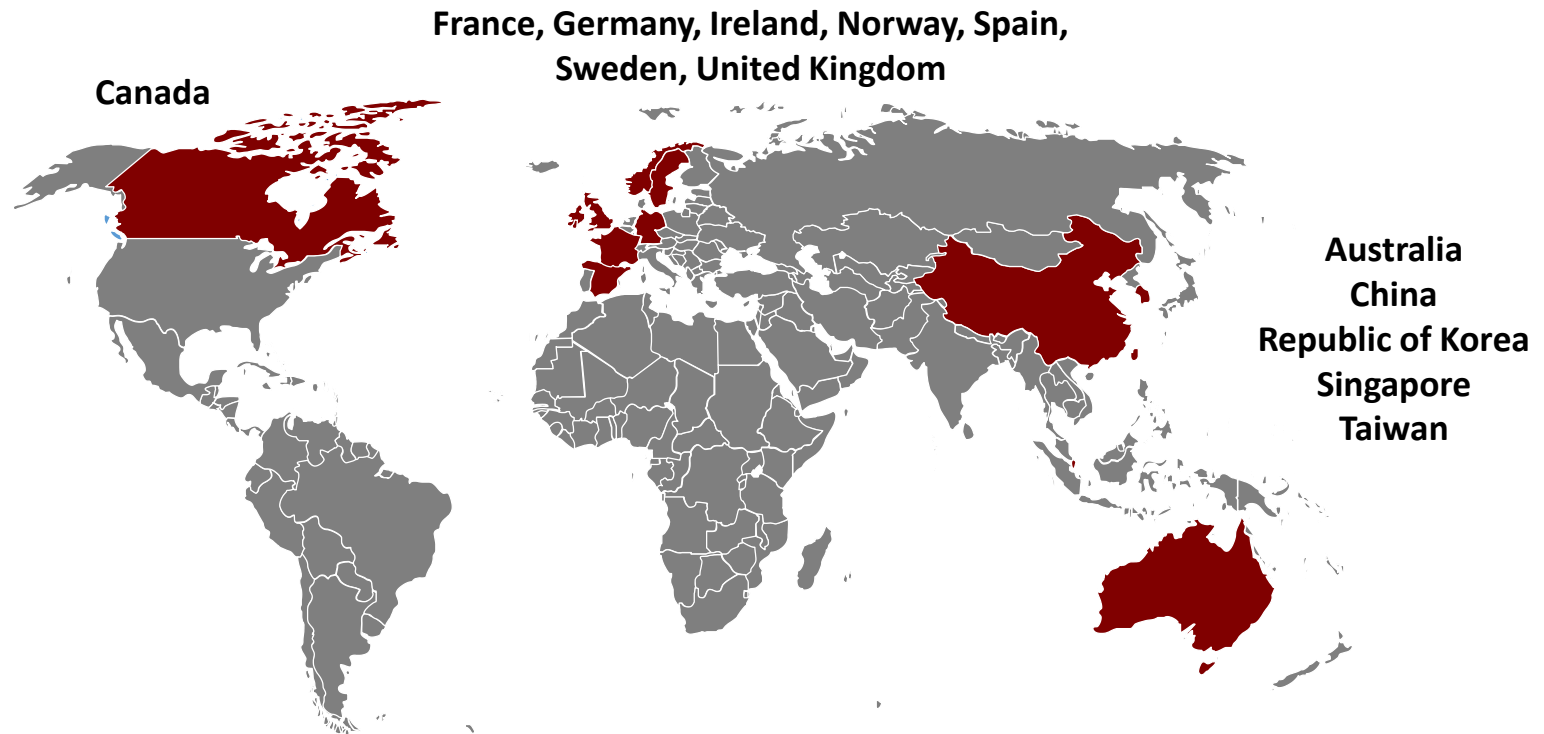 France, Germany, Ireland, Norway, Spain,
Sweden, United Kingdom
Canada
Australia
China
Republic of Korea
Singapore
Taiwan